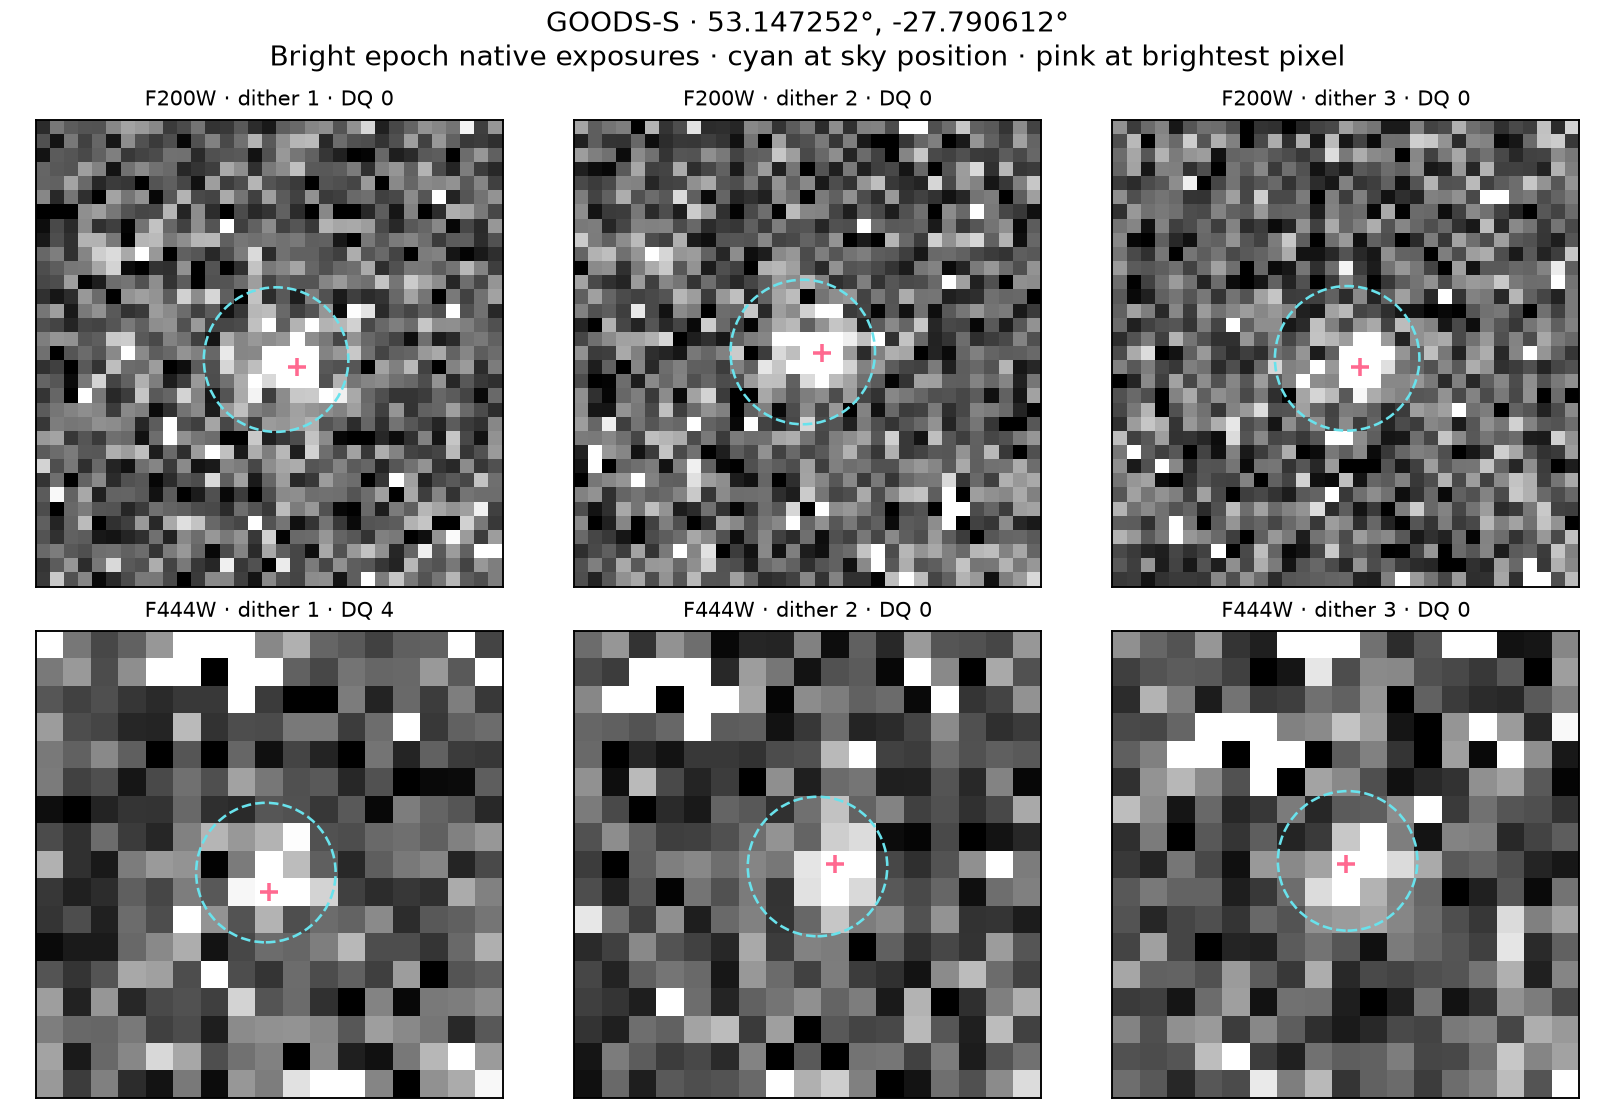 GOODS-S · 53.147252°, -27.790612°
Bright epoch native exposures · cyan at sky position · pink at brightest pixel
F200W · dither 1 · DQ 0
F200W · dither 2 · DQ 0
F200W · dither 3 · DQ 0
F444W · dither 1 · DQ 4
F444W · dither 2 · DQ 0
F444W · dither 3 · DQ 0